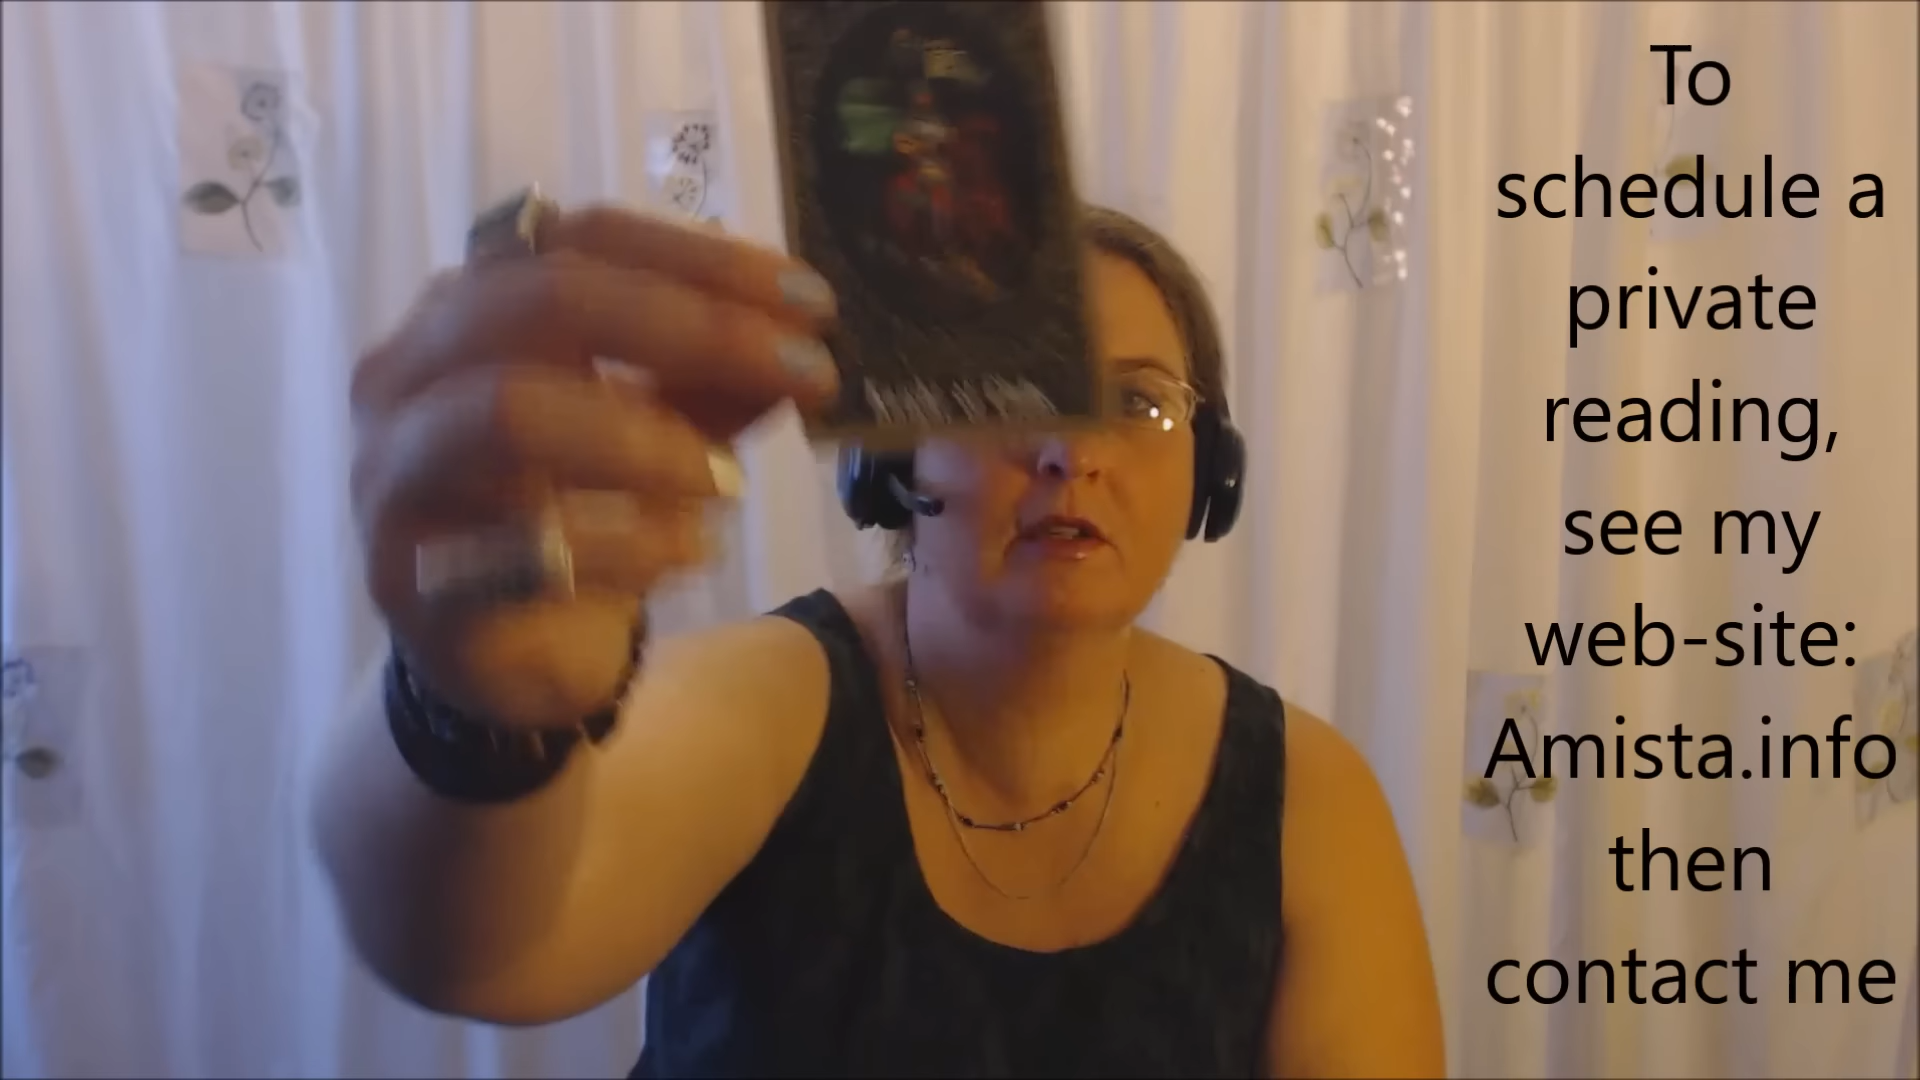 To
schedule a
private
reading,
see my
web-site:
Amista.info
then
contact me